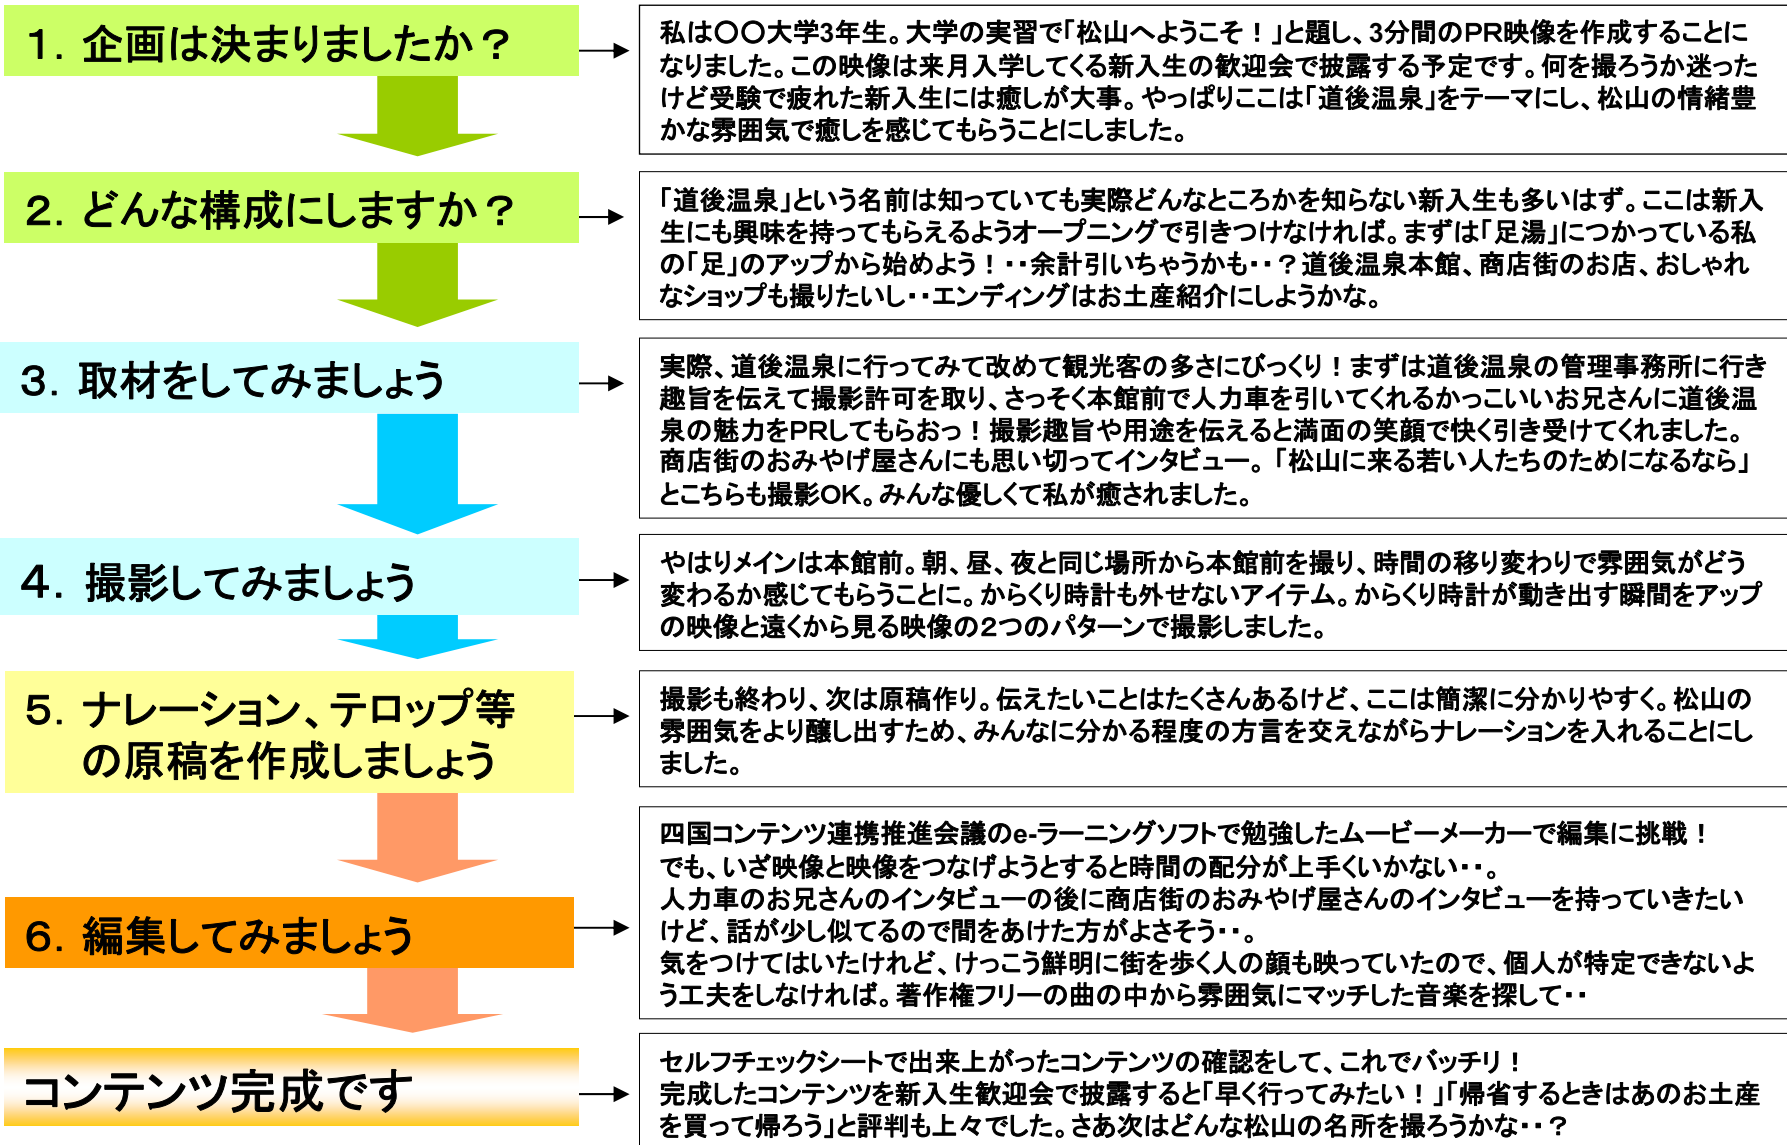 1．企画は決まりましたか？
私は〇〇大学3年生。大学の実習で「松山へようこそ！」と題し、3分間のPR映像を作成することに
なりました。この映像は来月入学してくる新入生の歓迎会で披露する予定です。何を撮ろうか迷った
けど受験で疲れた新入生には癒しが大事。やっぱりここは「道後温泉」をテーマにし、松山の情緒豊
かな雰囲気で癒しを感じてもらうことにしました。
2．どんな構成にしますか？
「道後温泉」という名前は知っていても実際どんなところかを知らない新入生も多いはず。ここは新入
生にも興味を持ってもらえるようオープニングで引きつけなければ。まずは「足湯」につかっている私
の「足」のアップから始めよう！・・余計引いちゃうかも・・？道後温泉本館、商店街のお店、おしゃれ
なショップも撮りたいし・・エンディングはお土産紹介にしようかな。
3．取材をしてみましょう
実際、道後温泉に行ってみて改めて観光客の多さにびっくり！まずは道後温泉の管理事務所に行き
趣旨を伝えて撮影許可を取り、さっそく本館前で人力車を引いてくれるかっこいいお兄さんに道後温
泉の魅力をPRしてもらおっ！撮影趣旨や用途を伝えると満面の笑顔で快く引き受けてくれました。
商店街のおみやげ屋さんにも思い切ってインタビュー。「松山に来る若い人たちのためになるなら」
とこちらも撮影OK。みんな優しくて私が癒されました。
4．撮影してみましょう
やはりメインは本館前。朝、昼、夜と同じ場所から本館前を撮り、時間の移り変わりで雰囲気がどう
変わるか感じてもらうことに。からくり時計も外せないアイテム。からくり時計が動き出す瞬間をアップ
の映像と遠くから見る映像の2つのパターンで撮影しました。
5．ナレーション、テロップ等
の原稿を作成しましょう
撮影も終わり、次は原稿作り。伝えたいことはたくさんあるけど、ここは簡潔に分かりやすく。松山の
雰囲気をより醸し出すため、みんなに分かる程度の方言を交えながらナレーションを入れることにし
ました。
6．編集してみましょう
四国コンテンツ連携推進会議のe-ラーニングソフトで勉強したムービーメーカーで編集に挑戦！
でも、いざ映像と映像をつなげようとすると時間の配分が上手くいかない・・。
人力車のお兄さんのインタビューの後に商店街のおみやげ屋さんのインタビューを持っていきたい
けど、話が少し似てるので間をあけた方がよさそう・・。
気をつけてはいたけれど、けっこう鮮明に街を歩く人の顔も映っていたので、個人が特定できないよ
う工夫をしなければ。著作権フリーの曲の中から雰囲気にマッチした音楽を探して・・
コンテンツ完成です
セルフチェックシートで出来上がったコンテンツの確認をして、これでバッチリ！
完成したコンテンツを新入生歓迎会で披露すると「早く行ってみたい！」「帰省するときはあのお土産
を買って帰ろう」と評判も上々でした。さあ次はどんな松山の名所を撮ろうかな・・？